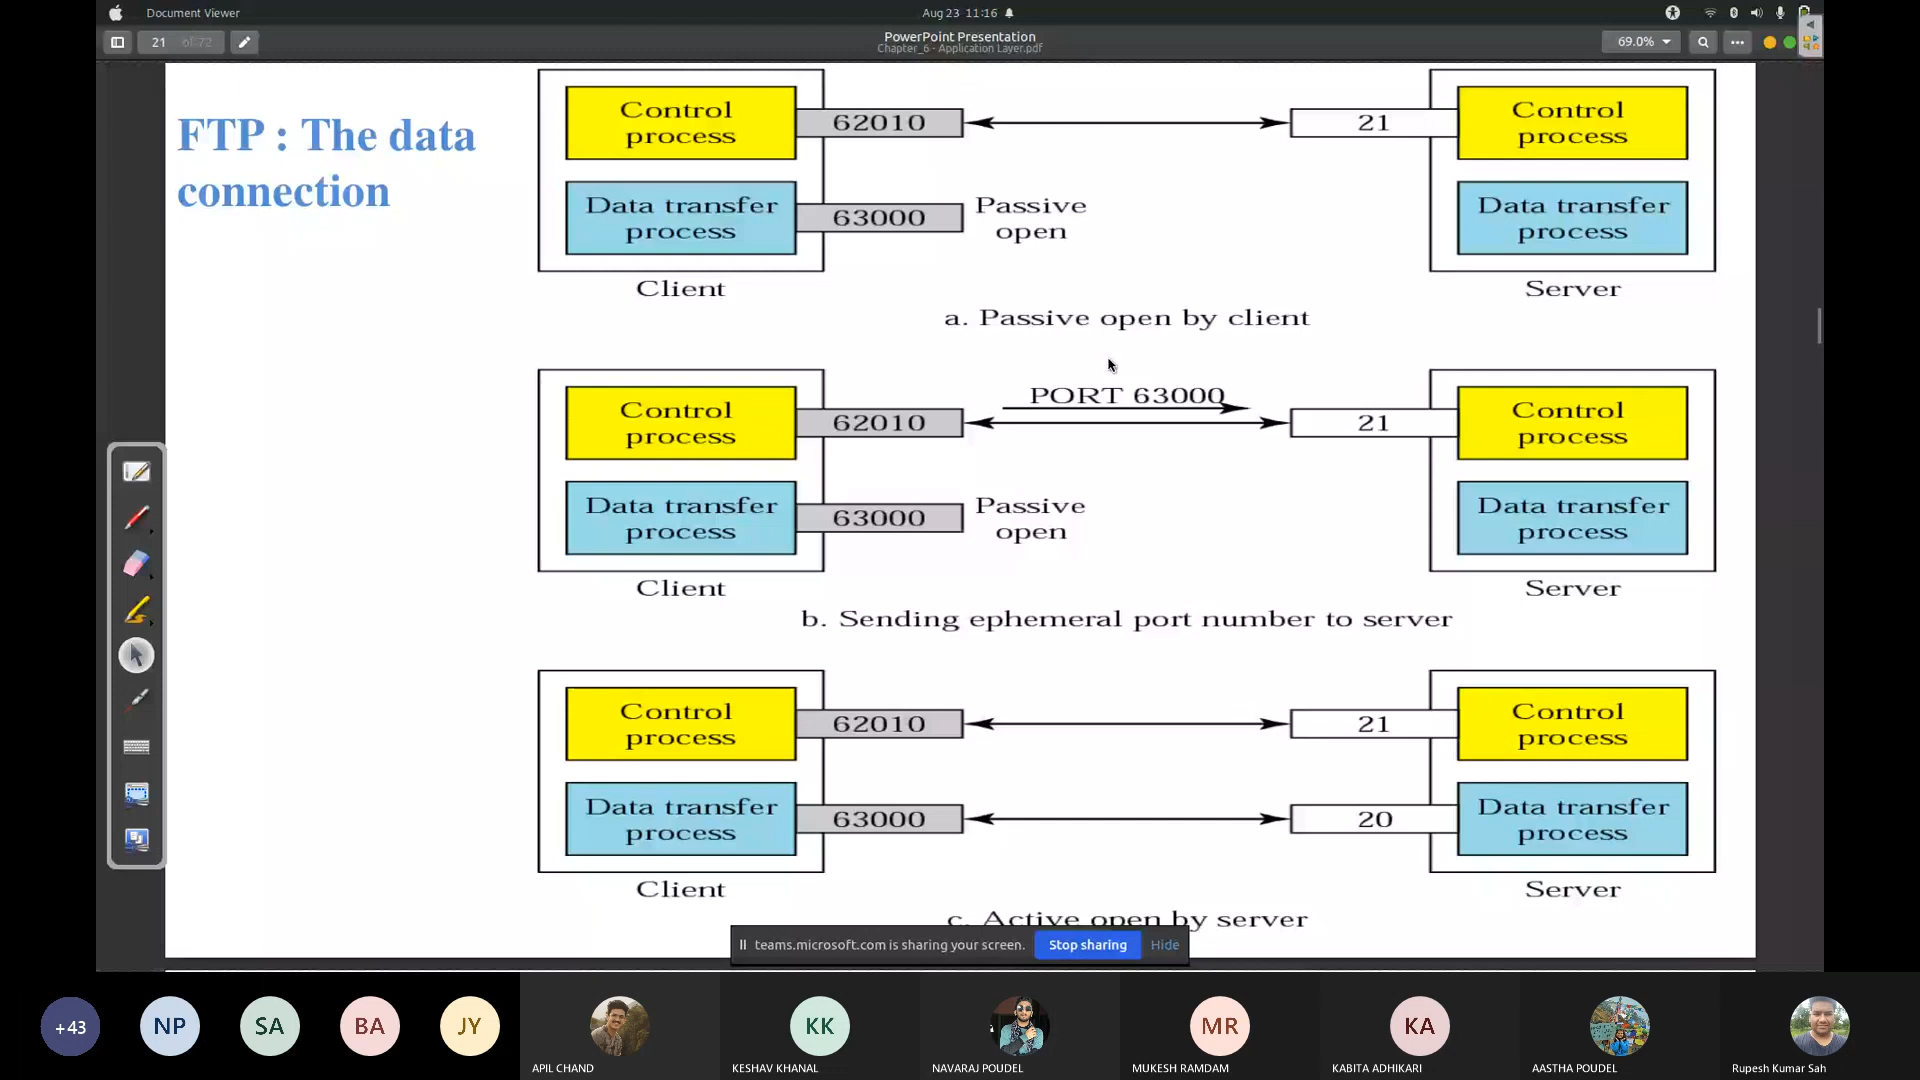 Document Viewer
Aug 23 11:16
21 of 72
PowerPoint Presentation
Chapter_6 - Application Layer.pdf
69.0%
FTP : The data
connection
Control
process
62010
21
Control
process
Data transfer
process
63000
Passive
open
Data transfer
process
Client
Server
a. Passive open by client
PORT 63000
Control
process
62010
21
Control
process
Data transfer
process
63000
Passive
open
Data transfer
process
Client
Server
b. Sending ephemeral port number to server
Control
process
62010
21
Control
process
Data transfer
process
63000
20
Data transfer
process
Client
Server
c. Active open by server
teams.microsoft.com is sharing your screen.
Stop sharing
Hide
+43
NP
SA
BA
JY
KK
MR
KA
APIL CHAND
KESHAV KHANAL
NAVARAJ POUDEL
MUKESH RAMDAM
KABITA ADHIKARI
AASTHA POUDEL
Rupesh Kumar Sah